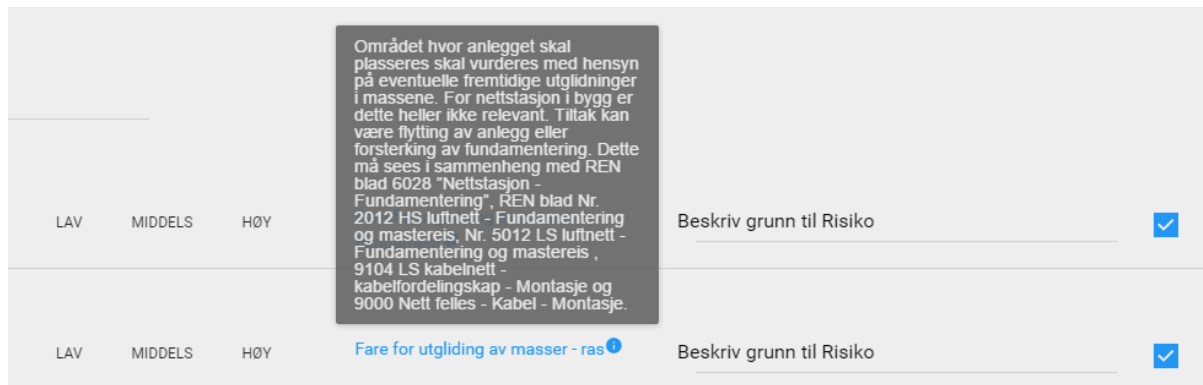 Området hvor anlegget skal
plasseres skal vurderes med hensyn
på eventuelle fremtidige utglidninger
i massene. For nettstasjon i bygg er
dette heller ikke relevant. Tiltak kan
være flytting av anlegg eller
forsterking av fundamentering. Dette
må sees i sammenheng med REN
blad 6028 "Nettstasjon -
Fundamentering", REN blad Nr.
2012 HS luftnett - Fundamentering
og mastereis, Nr. 5012 LS luftnett -
Fundamentering og mastereis ,
9104 LS kabelnett -
kabelfordelingskap - Montasje og
9000 Nett felles - Kabel - Montasje.
LAV MIDDELS HØY Beskriv grunn til Risiko
LAV MIDDELS HØY Fare for utgliding av masser - ras Beskriv grunn til Risiko